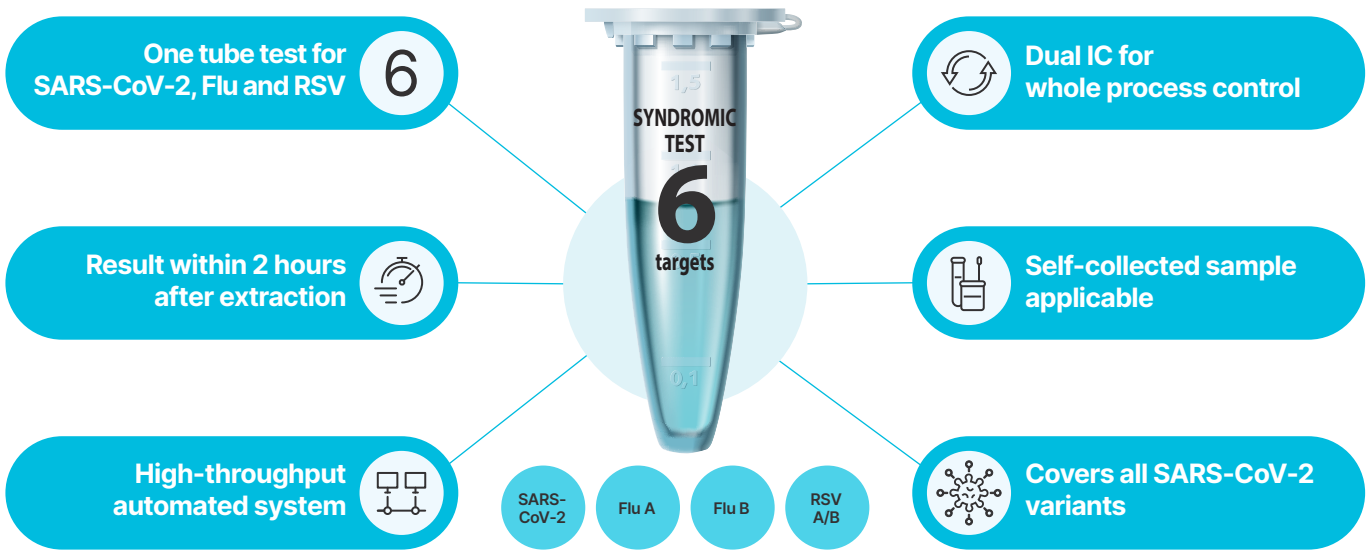 One tube test for
SARS-CoV-2, Flu and RSV
6
Result within 2 hours
after extraction
High-throughput
automated system
1,5
SYNDROMIC
TEST
6
targets
0,1
SARS-
CoV-2
Flu A
Flu B
RSV
A/B
Dual IC for
whole process control
Self-collected sample
applicable
Covers all SARS-CoV-2
variants